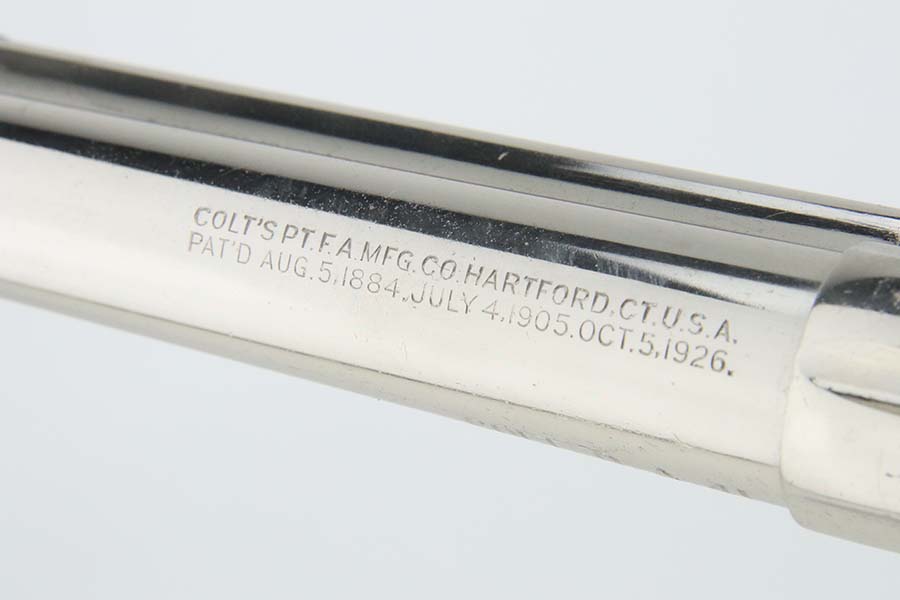 COLT'S PT. F. A. MFG. CO. HARTFORD, CT. U.S.A.
PAT'D AUG. 5, 1884, JULY 4, 1905. OCT. 5, 1926.